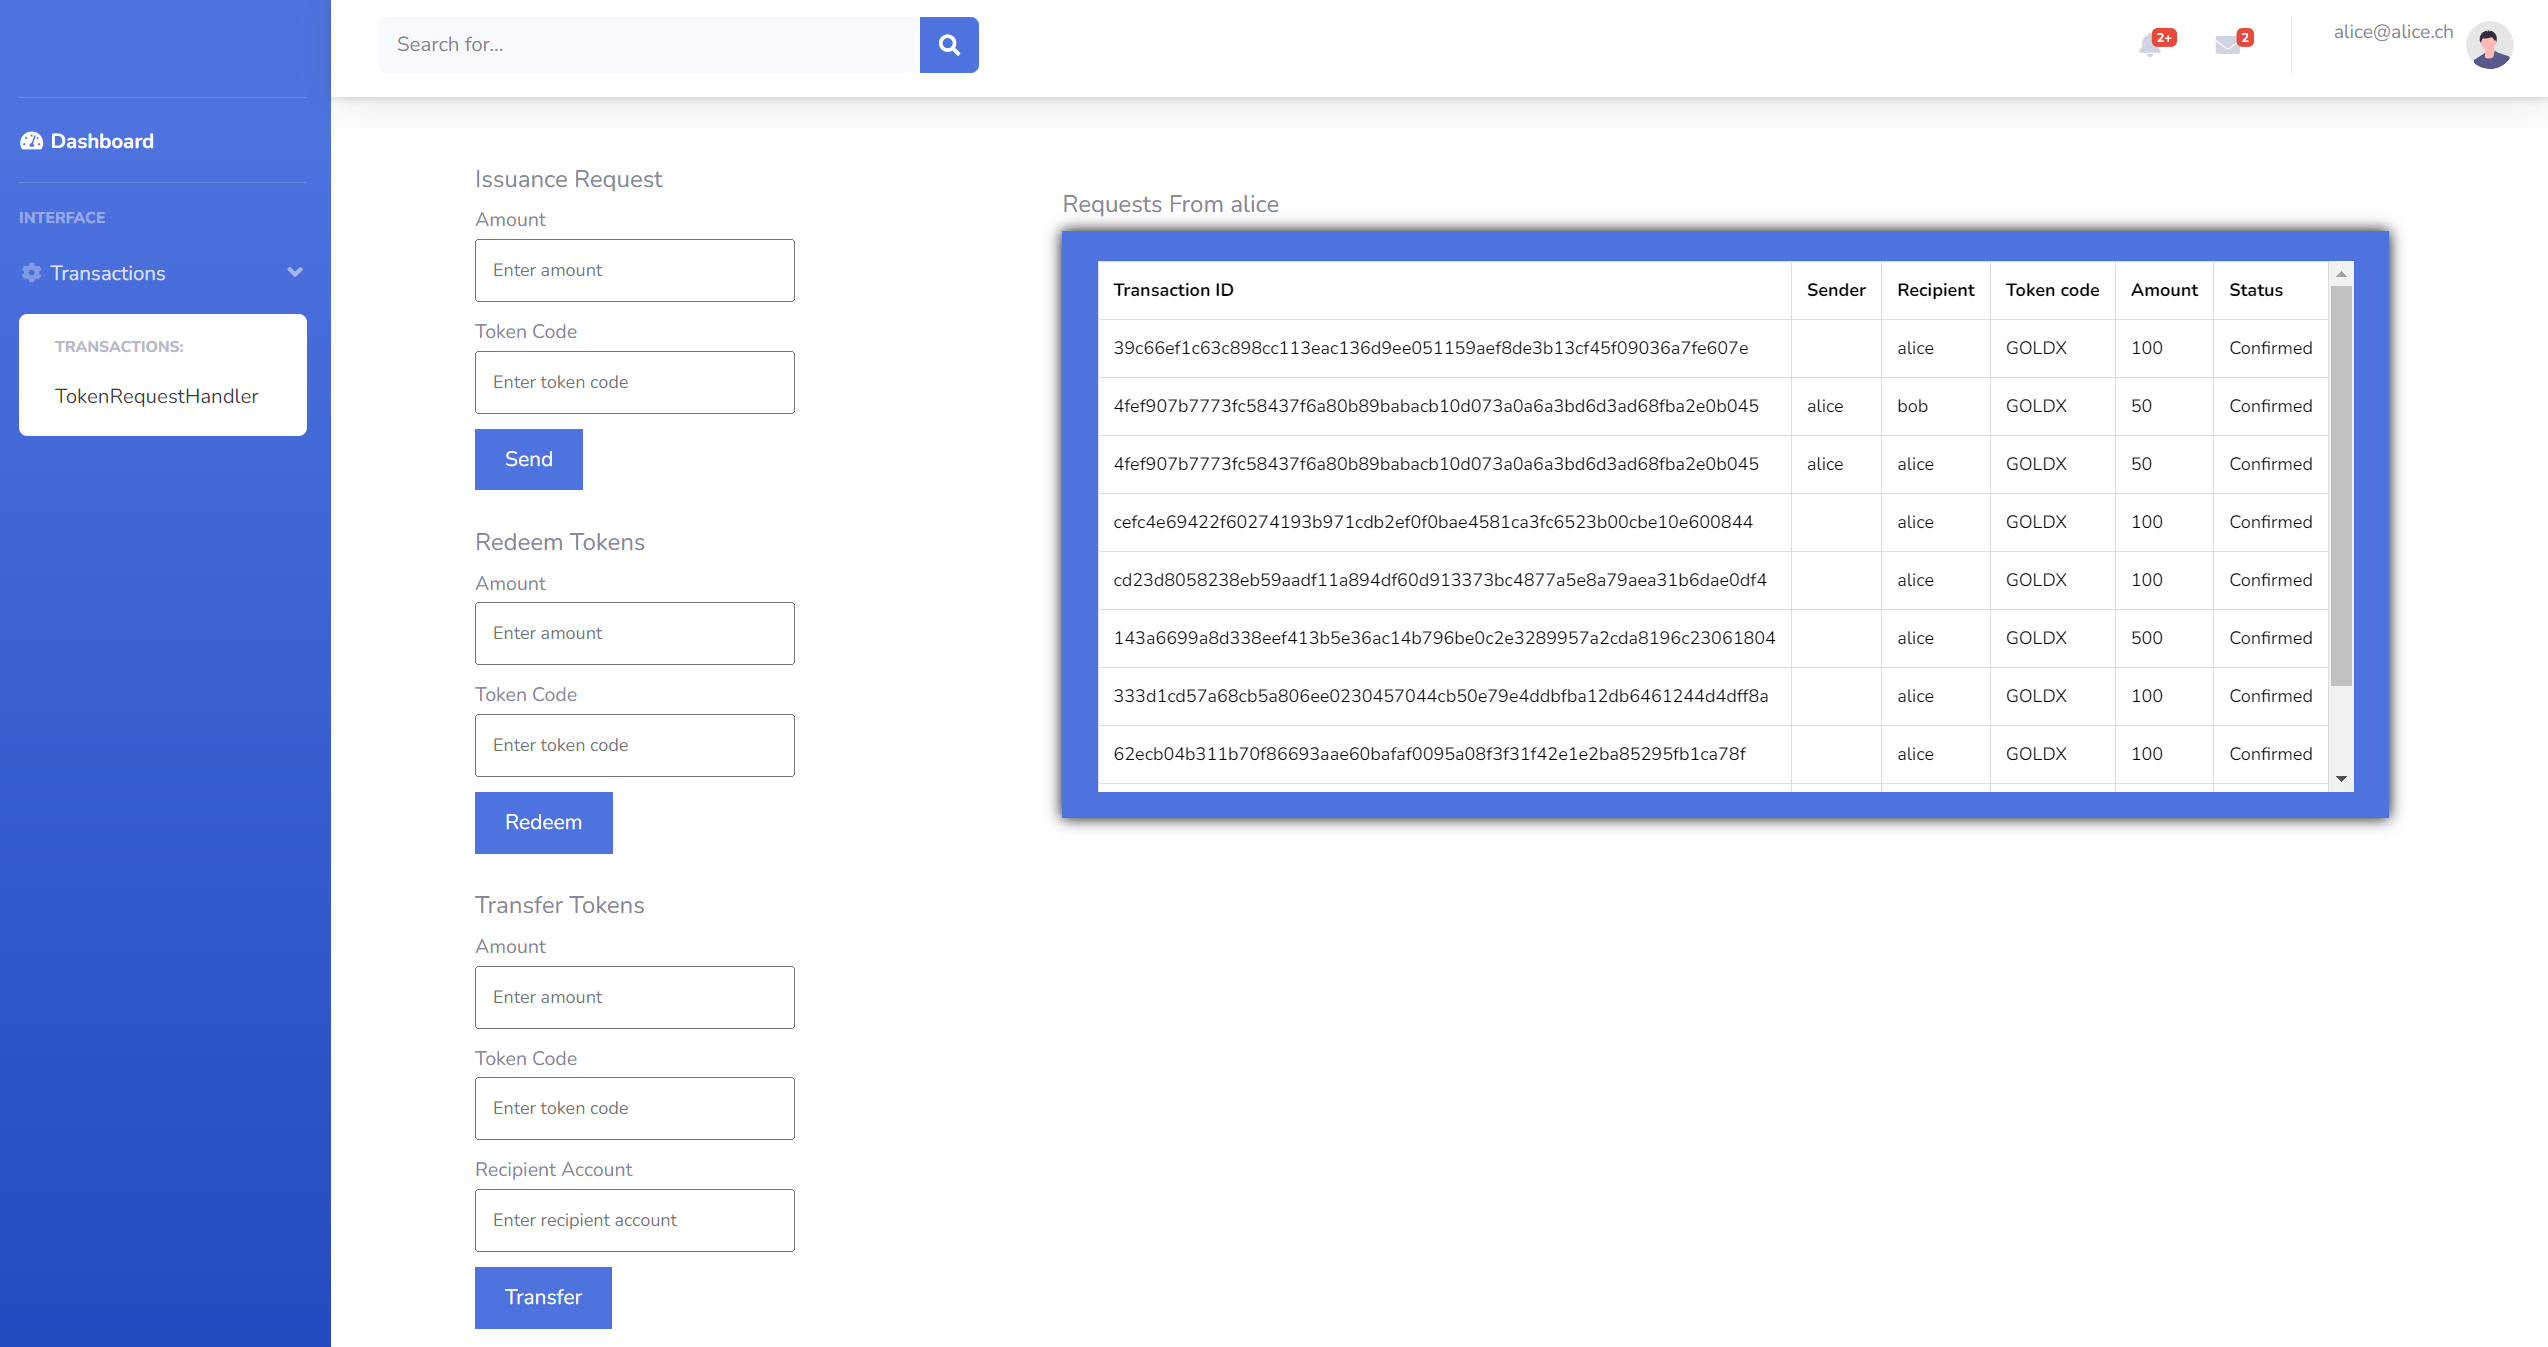 Search for...
2+
2
alice@alice.ch
Dashboard
INTERFACE
Transactions
TRANSACTIONS:
TokenRequestHandler
Issuance Request
Amount
Enter amount
Token Code
Enter token code
Send
Redeem Tokens
Amount
Enter amount
Token Code
Enter token code
Redeem
Transfer Tokens
Amount
Enter amount
Token Code
Enter token code
Recipient Account
Enter recipient account
Transfer
Requests From alice
Transaction ID Sender Recipient Token code Amount Status
39c66ef1c63c898cc113eac136d9ee051159aef8de3b13cf45f09036a7fe607e alice GOLDX 100 Confirmed
4fef907b7773fc58437f6a80b89babacb10d073a0a6a3bd6d3ad68fba2e0b045 alice bob GOLDX 50 Confirmed
4fef907b7773fc58437f6a80b89babacb10d073a0a6a3bd6d3ad68fba2e0b045 alice alice GOLDX 50 Confirmed
cefc4e69422f60274193b971cdb2ef0f0bae4581ca3fc6523b00cbe10e600844 alice GOLDX 100 Confirmed
cd23d8058238eb59aadf11a894df60d913373bc4877a5e8a79aea31b6dae0df4 alice GOLDX 100 Confirmed
143a6699a8d338eef413b5e36ac14b796be0c2e3289957a2cda8196c23061804 alice GOLDX 500 Confirmed
333d1cd57a68cb5a806ee0230457044cb50e79e4ddbfba12db6461244d4dff8a alice GOLDX 100 Confirmed
62ecb04b311b70f86693aae60bafaf0095a08f3f31f42e1e2ba85295fb1ca78f alice GOLDX 100 Confirmed